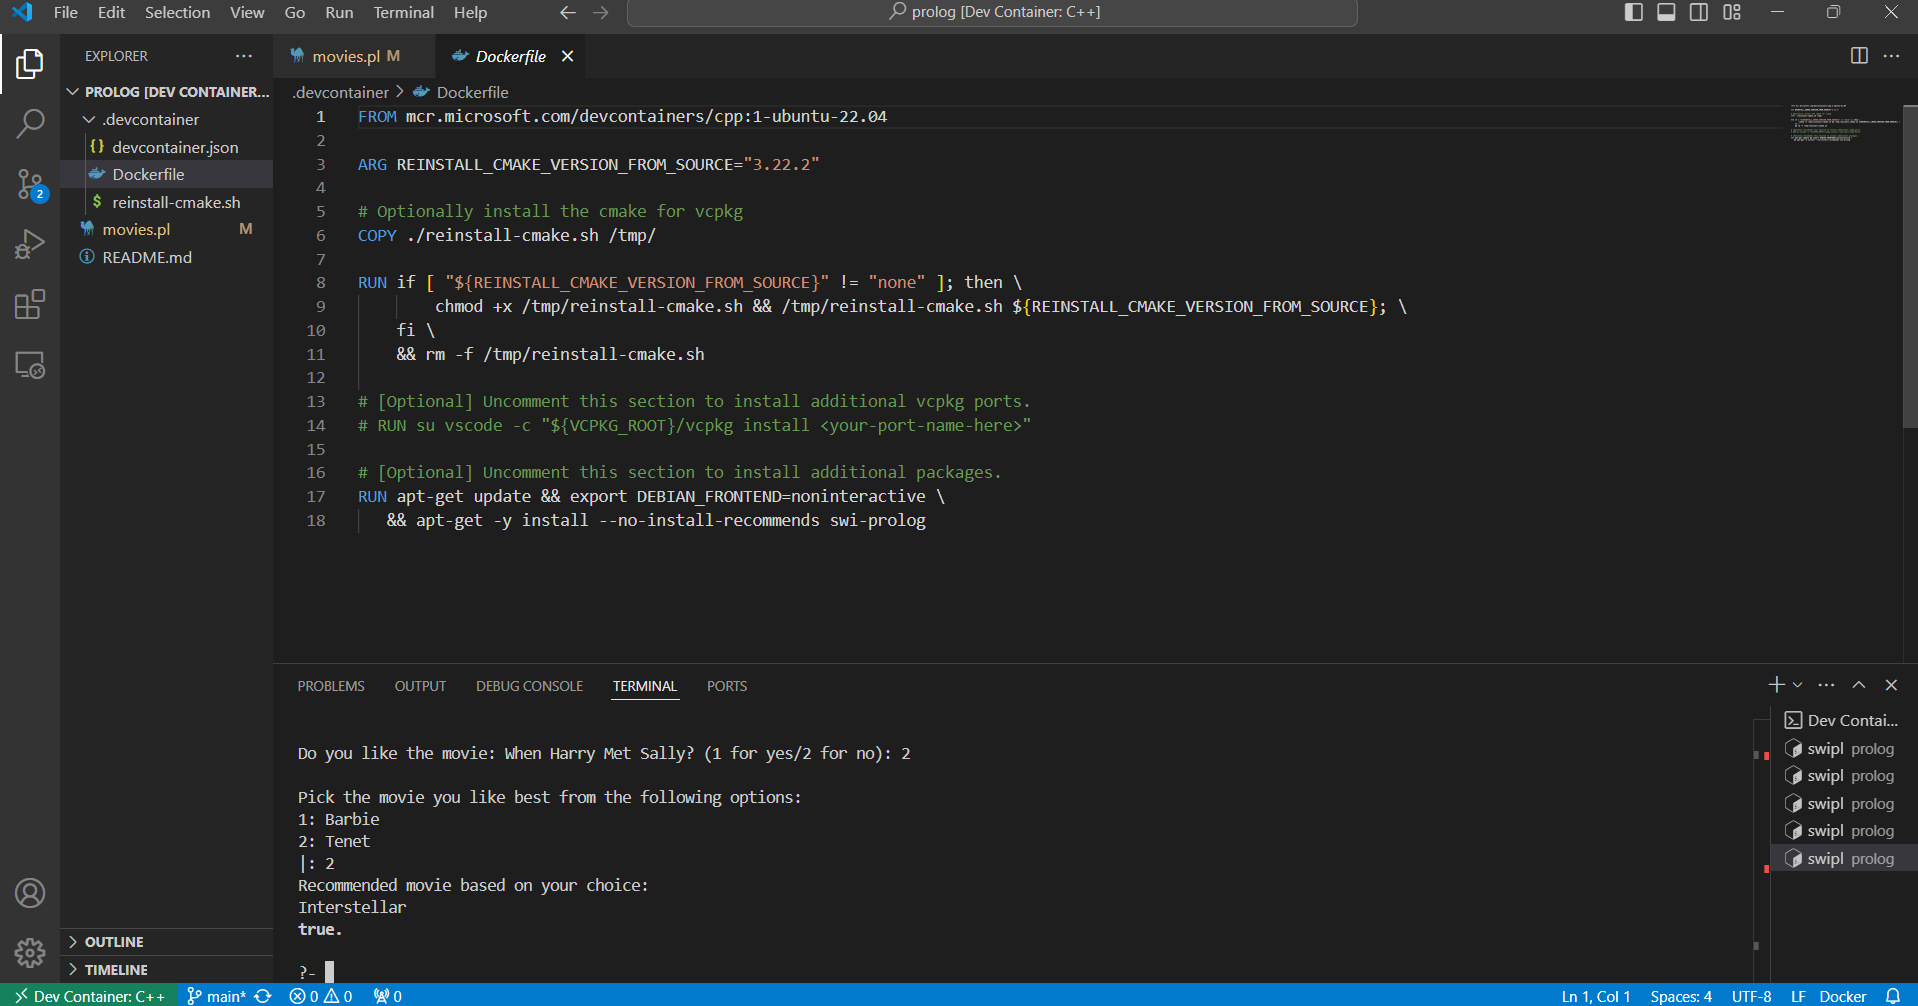 File Edit Selection View Go Run Terminal Help
prolog [Dev Container: C++]
EXPLORER
PROLOG [DEV CONTAINER...
.devcontainer
devcontainer.json
Dockerfile
reinstall-cmake.sh
movies.pl M
README.md
2
OUTLINE
TIMELINE
movies.pl M Dockerfile
.devcontainer > Dockerfile
1 FROM mcr.microsoft.com/devcontainers/cpp:1-ubuntu-22.04
2
3 ARG REINSTALL_CMAKE_VERSION_FROM_SOURCE="3.22.2"
4
5 # Optionally install the cmake for vcpkg
6 COPY ./reinstall-cmake.sh /tmp/
7
8 RUN if [ "${REINSTALL_CMAKE_VERSION_FROM_SOURCE}" != "none" ]; then \
9 chmod +x /tmp/reinstall-cmake.sh && /tmp/reinstall-cmake.sh ${REINSTALL_CMAKE_VERSION_FROM_SOURCE}; \
10 fi \
11 && rm -f /tmp/reinstall-cmake.sh
12
13 # [Optional] Uncomment this section to install additional vcpkg ports.
14 # RUN su vscode -c "${VCPKG_ROOT}/vcpkg install <your-port-name-here>"
15
16 # [Optional] Uncomment this section to install additional packages.
17 RUN apt-get update && export DEBIAN_FRONTEND=noninteractive \
18 && apt-get -y install --no-install-recommends swi-prolog
PROBLEMS OUTPUT DEBUG CONSOLE TERMINAL PORTS
Do you like the movie: When Harry Met Sally? (1 for yes/2 for no): 2
Pick the movie you like best from the following options:
1: Barbie
2: Tenet
|: 2
Recommended movie based on your choice:
Interstellar
true.
?-
Dev Contai...
swipl prolog
swipl prolog
swipl prolog
swipl prolog
swipl prolog
Dev Container: C++ main* 0 0 0 Ln 1, Col 1 Spaces: 4 UTF-8 LF Docker